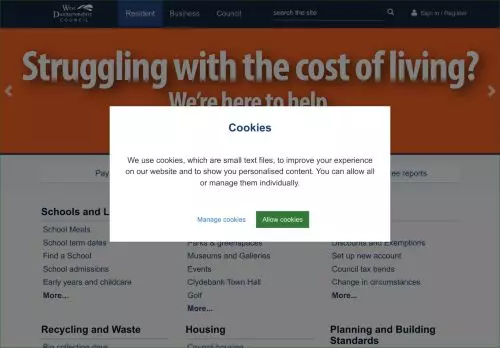 West
Dunbartonshire
COUNCIL
Resident
Business
Council
search the site
Sign in / Register
Struggling with the cost of living?
We're here to help
Cookies
We use cookies, which are small text files, to improve your experience
on our website and to show you personalised content. You can allow all
or manage them individually.
Manage cookies
Allow cookies
Pay
reports
Schools and
School Meals
School term dates
Find a School
School admissions
Early years and childcare
More...
Parks & greenspaces
Museums and Galleries
Events
Clydebank Town Hall
Golf
More...
Discounts and Exemptions
Set up new account
Council tax bands
Change in circumstances
More...
Recycling and Waste
Bin collection days
Housing
Council housing
Planning and Building
Standards